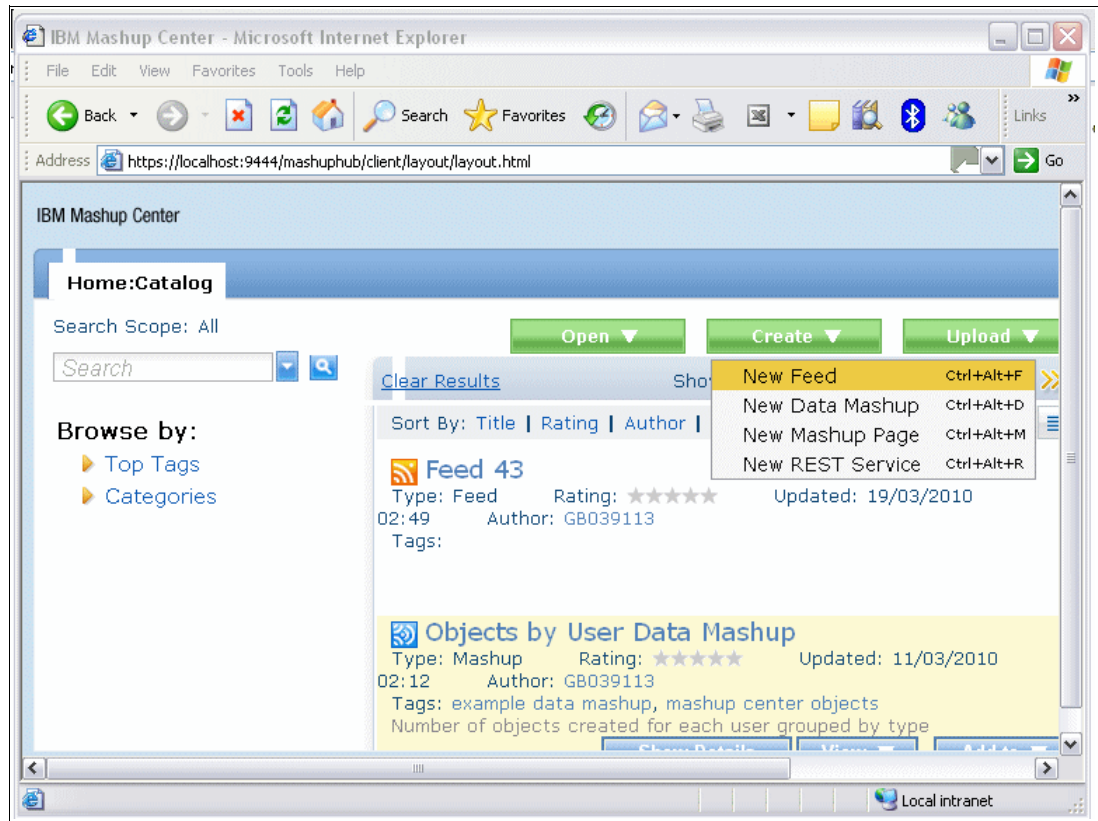 IBM Mashup Center - Microsoft Internet Explorer
File Edit View Favorites Tools Help
Back Search Favorites Links
Address https://localhost:9444/mashuphub/client/layout/layout.html Go
IBM Mashup Center
Home:Catalog
Search Scope: All
Open Create Upload
Search
Clear Results
New Feed Ctrl+Alt+F
New Data Mashup Ctrl+Alt+D
New Mashup Page Ctrl+Alt+M
New REST Service Ctrl+Alt+R
Browse by:
Top Tags
Categories
Sort By: Title | Rating | Author |
Feed 43
Type: Feed Rating: Updated: 19/03/2010
02:49 Author: GB039113
Tags:
Objects by User Data Mashup
Type: Mashup Rating: Updated: 11/03/2010
02:12 Author: GB039113
Tags: example data mashup, mashup center objects
Number of objects created for each user grouped by type
Show Details View Add to
Local intranet